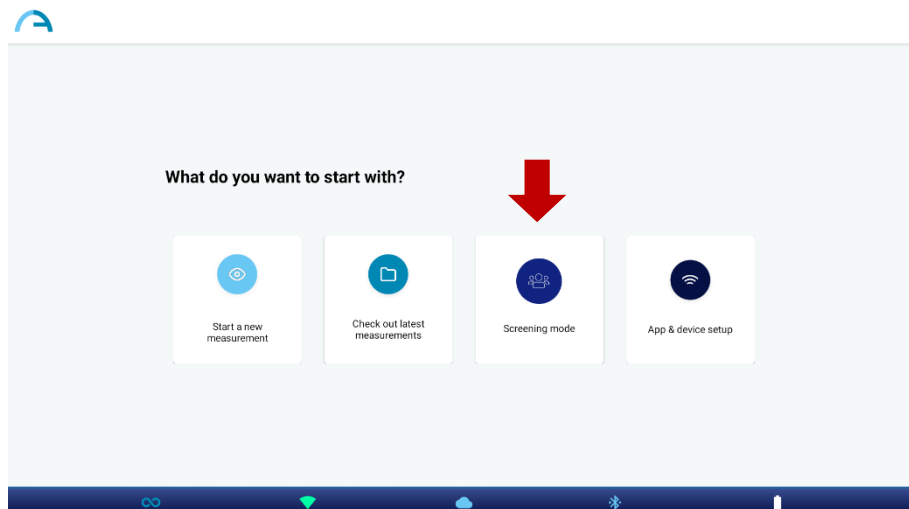 What do you want to start with?
Start a new
measurement
Check out latest
measurements
Screening mode
App & device setup